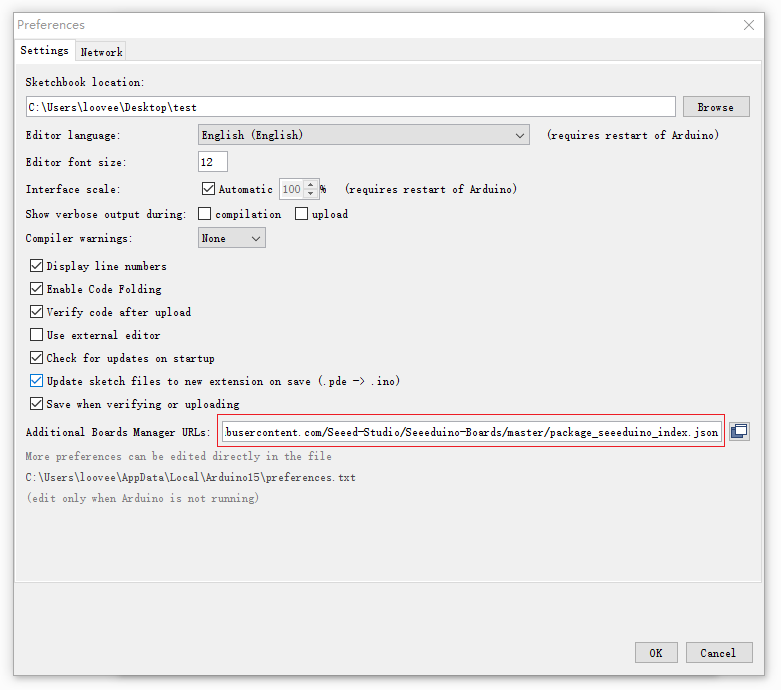 Preferences
Settings Network
Sketchbook location:
C:\Users\loovee\Desktop\test Browse
Editor language: English (English) (requires restart of Arduino)
Editor font size: 12
Interface scale: Automatic 100 % (requires restart of Arduino)
Show verbose output during: compilation upload
Compiler warnings: None
Display line numbers
Enable Code Folding
Verify code after upload
Use external editor
Check for updates on startup
Update sketch files to new extension on save (.pde -> .ino)
Save when verifying or uploading
Additional Boards Manager URLs: busercontent.com/Seeed-Studio/Seeeduino-Boards/master/package_seeeduino_index.json
More preferences can be edited directly in the file
C:\Users\loovee\AppData\Local\Arduino15\preferences.txt
(edit only when Arduino is not running)
OK Cancel